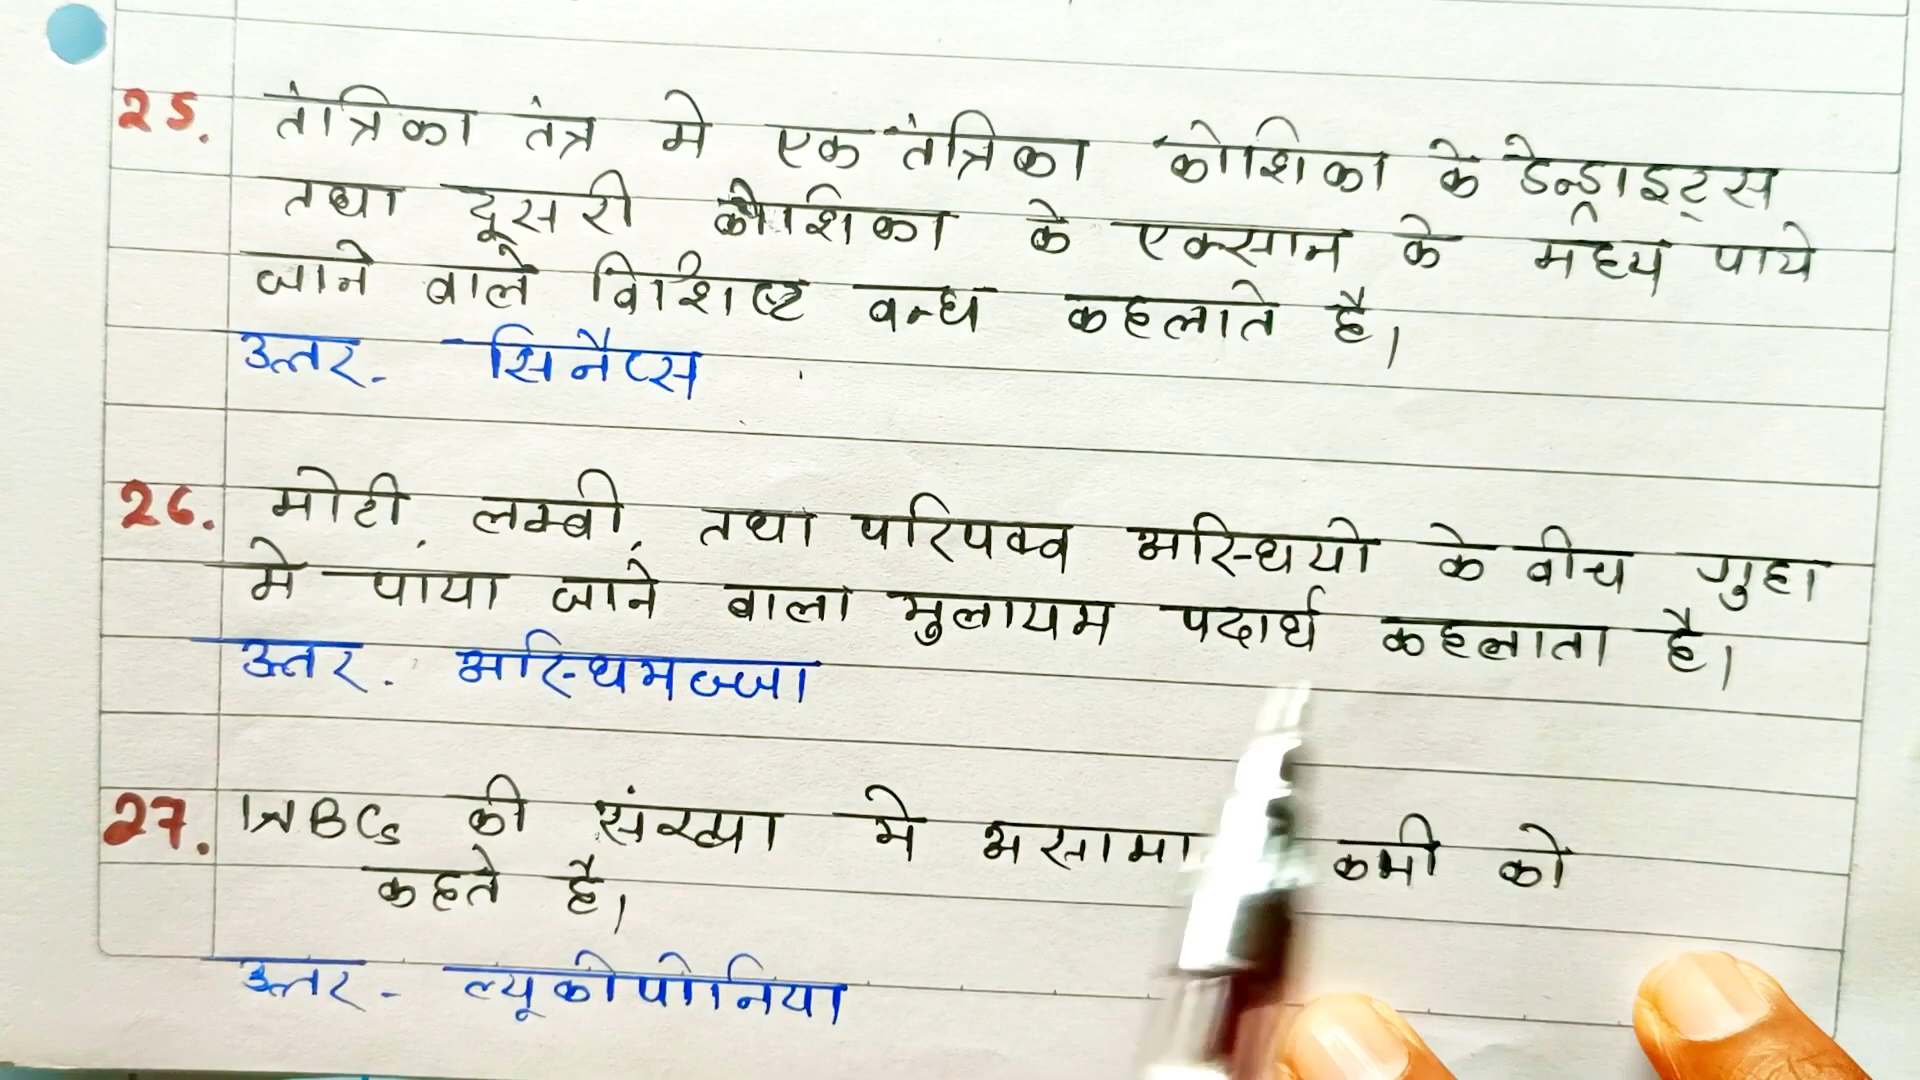 25. तंत्रिका तंत्र मे एक तंत्रिका कोशिका के डेन्ड्राइट्स
तथा दूसरी कोशिका के एक्सान के मध्य पाये
जाने वाले विशिष्ट बन्ध कहलाते है।
उत्तर. सिनैप्स
26. मोटी, लम्बी, तथा परिपक्व अस्थियो के बीच गुहा
मे पाया जाने वाला मुलायम पदार्थ कहलाता है।
उत्तर. अस्थिमज्जा
27. WBCs की संख्या मे कमी को
कहते है।
उत्तर - ल्यूकोपोनिया